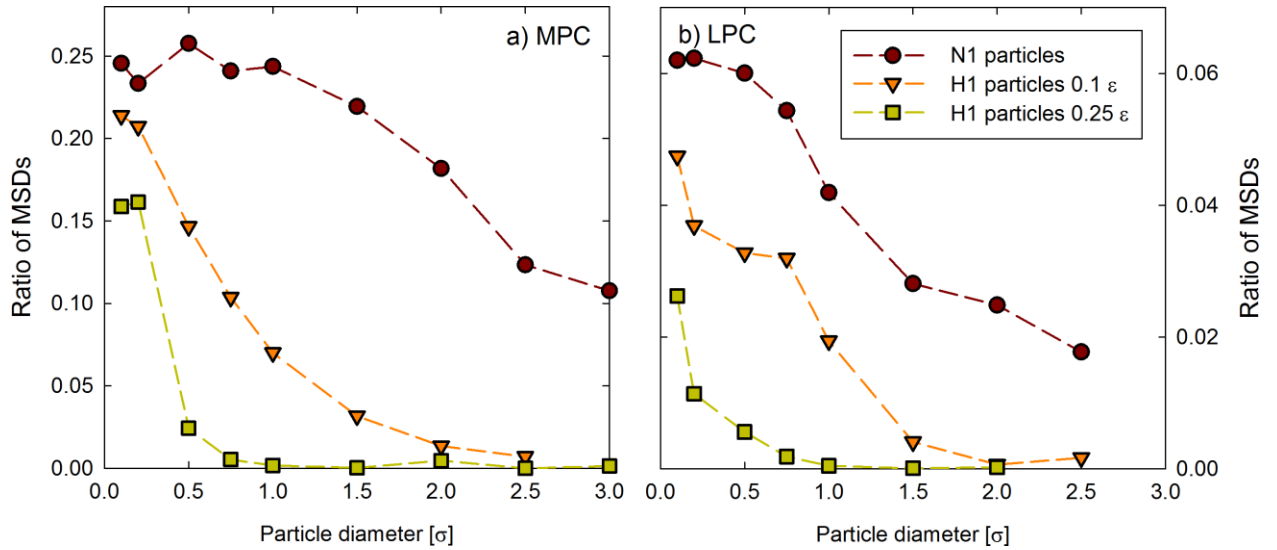 a) MPC
0.25
0.20
0.15
0.10
0.05
0.00
Ratio of MSDs
0.0 0.5 1.0 1.5 2.0 2.5 3.0
Particle diameter [σ]
b) LPC
N1 particles
H1 particles 0.1 ε
H1 particles 0.25 ε
0.06
0.04
0.02
0.00
Ratio of MSDs
0.0 0.5 1.0 1.5 2.0 2.5 3.0
Particle diameter [σ]